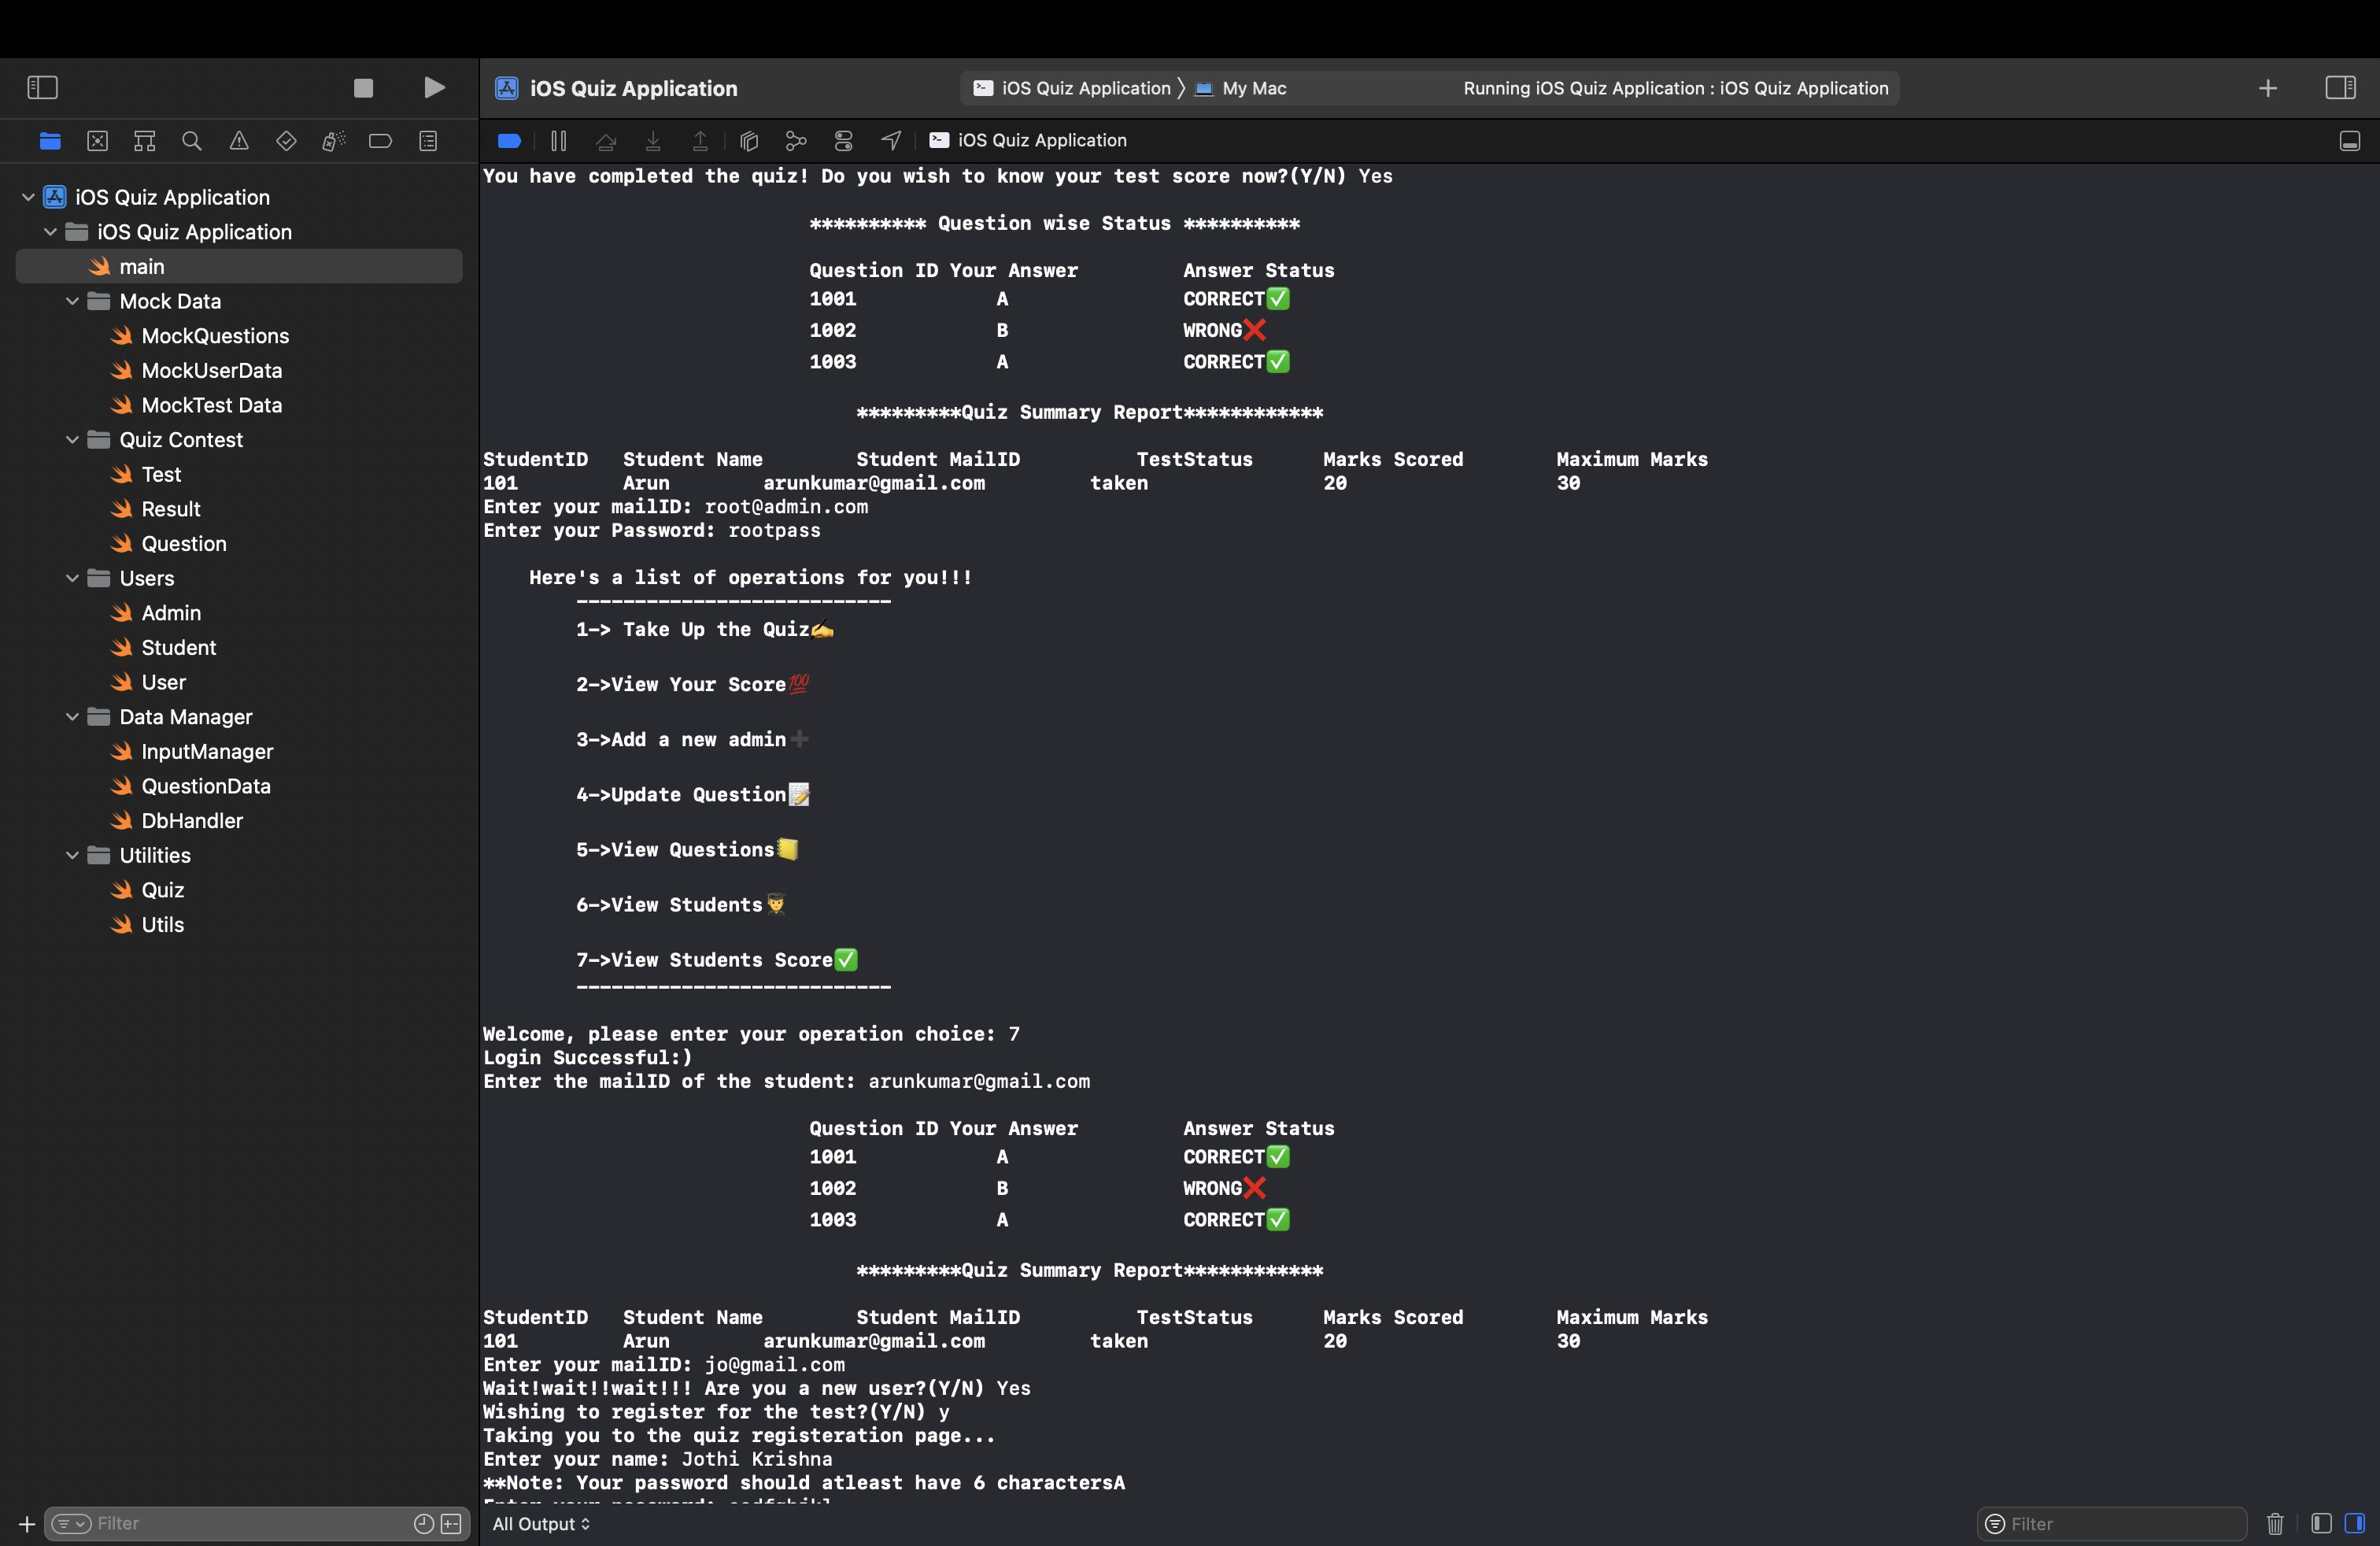 iOS Quiz Application
iOS Quiz Application 〉 My Mac
Running iOS Quiz Application : iOS Quiz Application
iOS Quiz Application
iOS Quiz Application
iOS Quiz Application
main
Mock Data
MockQuestions
MockUserData
MockTest Data
Quiz Contest
Test
Result
Question
Users
Admin
Student
User
Data Manager
InputManager
QuestionData
DbHandler
Utilities
Quiz
Utils
Filter
You have completed the quiz! Do you wish to know your test score now?(Y/N) Yes
********** Question wise Status **********
Question ID Your Answer Answer Status
1001 A CORRECT✅
1002 B WRONG❌
1003 A CORRECT✅
*********Quiz Summary Report************
StudentID Student Name Student MailID TestStatus Marks Scored Maximum Marks
101 Arun arunkumar@gmail.com taken 20 30
Enter your mailID: root@admin.com
Enter your Password: rootpass
Here's a list of operations for you!!!
---------------------------
1-> Take Up the Quiz✍️
2->View Your Score💯
3->Add a new admin➕
4->Update Question📝
5->View Questions📒
6->View Students👨‍🎓
7->View Students Score✅
---------------------------
Welcome, please enter your operation choice: 7
Login Successful:)
Enter the mailID of the student: arunkumar@gmail.com
Question ID Your Answer Answer Status
1001 A CORRECT✅
1002 B WRONG❌
1003 A CORRECT✅
*********Quiz Summary Report************
StudentID Student Name Student MailID TestStatus Marks Scored Maximum Marks
101 Arun arunkumar@gmail.com taken 20 30
Enter your mailID: jo@gmail.com
Wait!wait!!wait!!! Are you a new user?(Y/N) Yes
Wishing to register for the test?(Y/N) y
Taking you to the quiz registeration page...
Enter your name: Jothi Krishna
**Note: Your password should atleast have 6 charactersA
Enter your password:
All Output
Filter